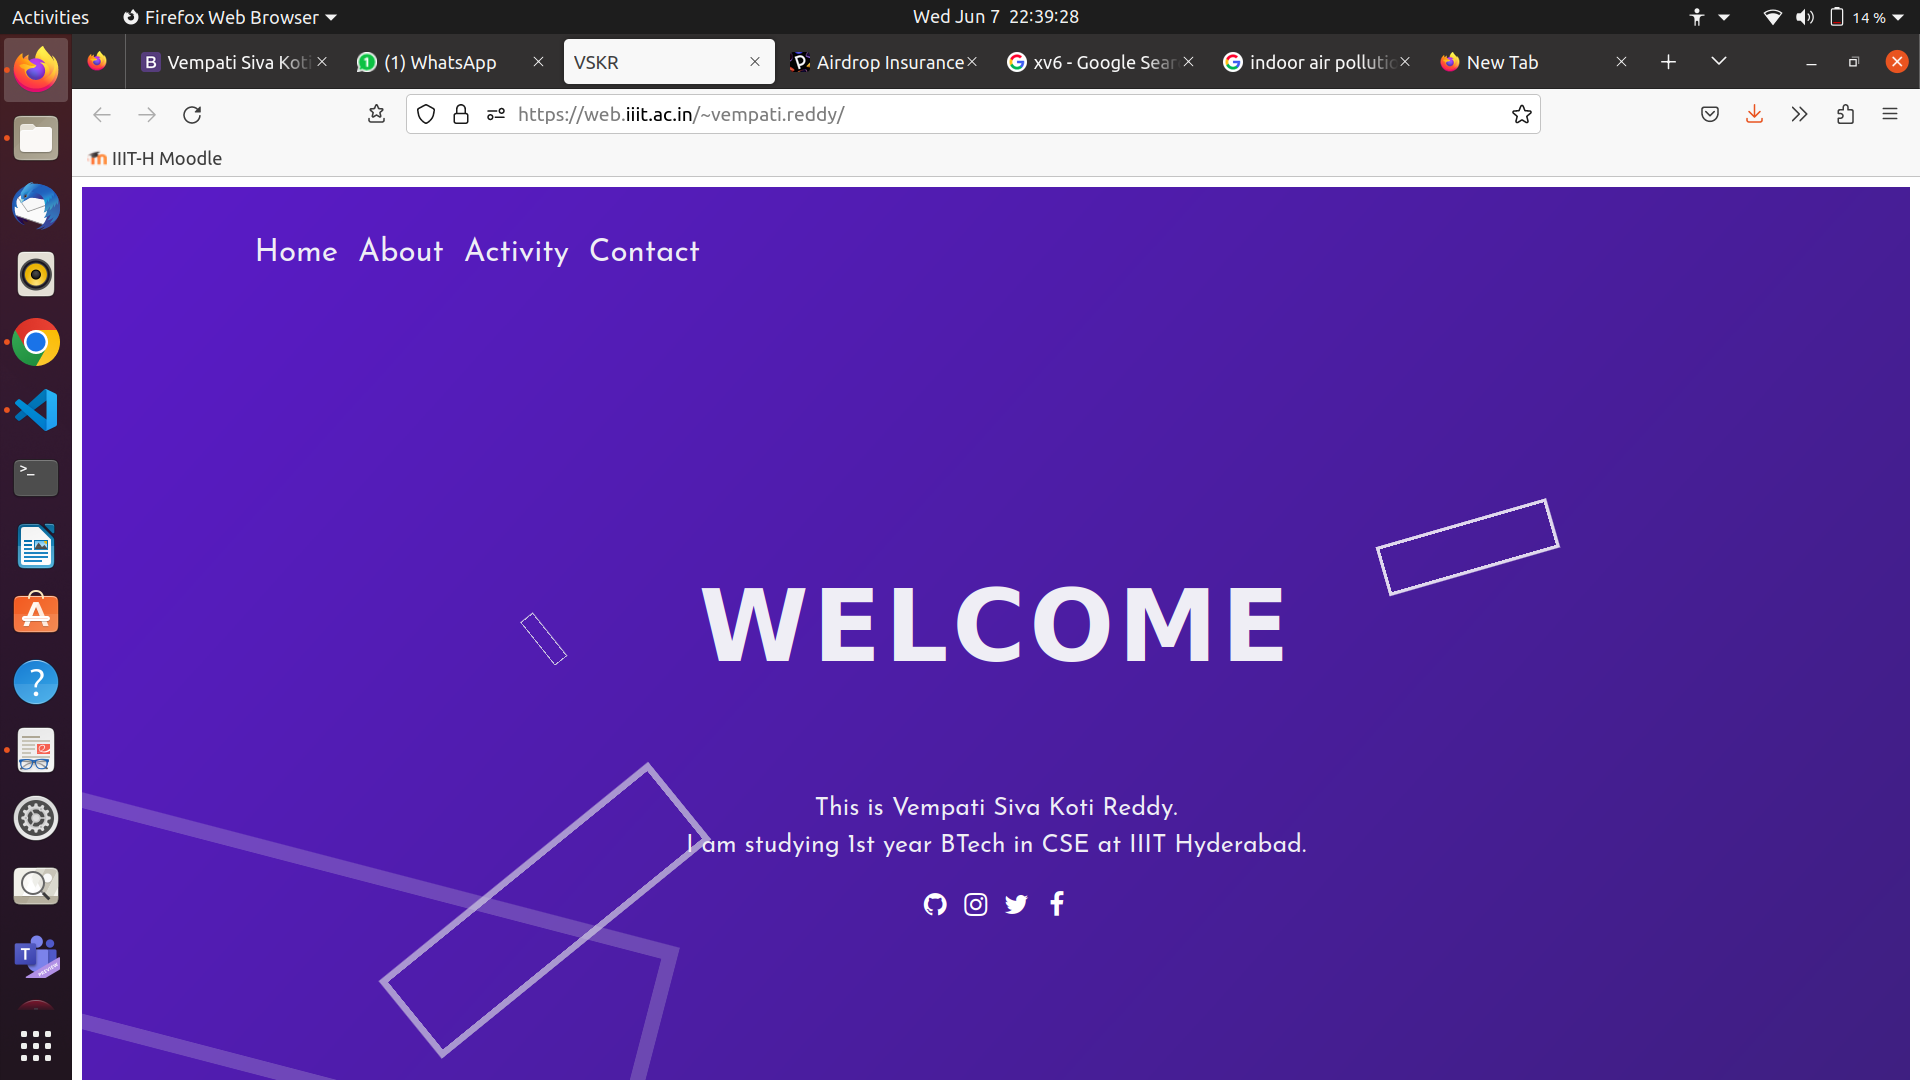 Activities Firefox Web Browser Wed Jun 7 22:39:28 14 %
B Vempati Siva Koti (1) WhatsApp VSKR Airdrop Insurance xv6 - Google Sear indoor air pollutio New Tab
https://web.iiit.ac.in/~vempati.reddy/
IIIT-H Moodle
Home About Activity Contact
WELCOME
This is Vempati Siva Koti Reddy.
I am studying 1st year BTech in CSE at IIIT Hyderabad.